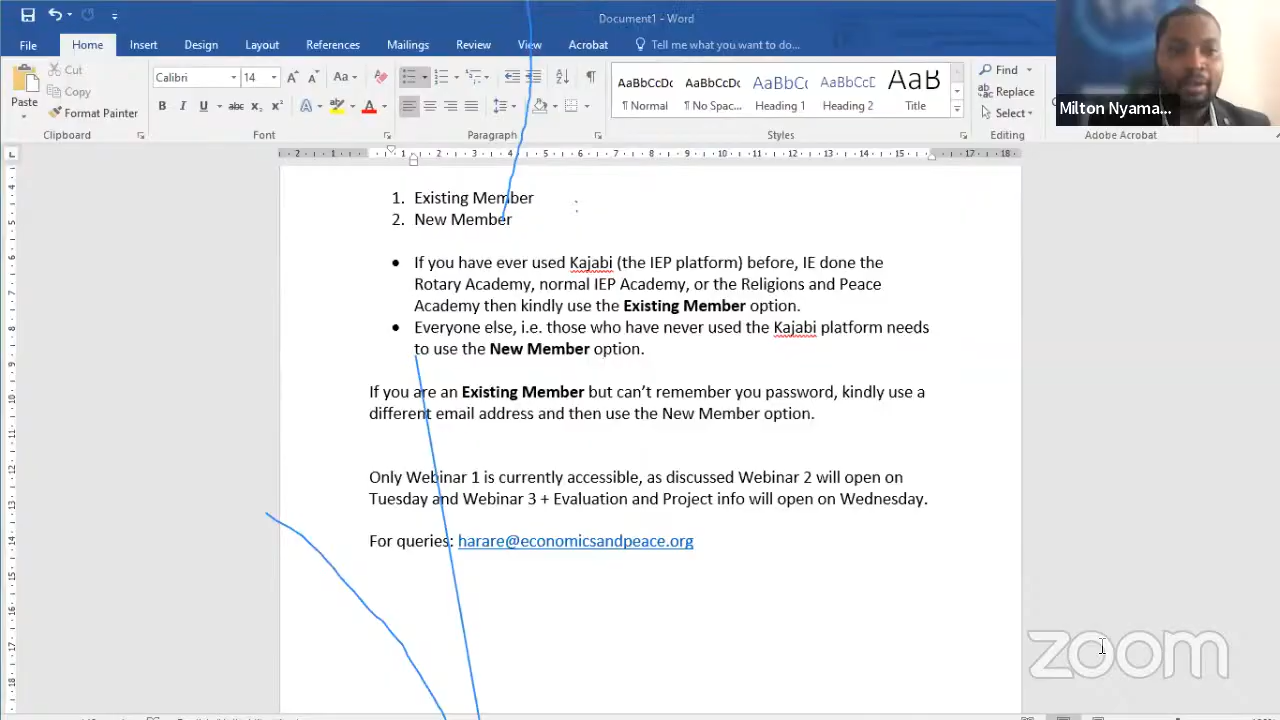 Document1 - Word
File Home Insert Design Layout References Mailings Review View Acrobat Tell me what you want to do...
Paste
Cut
Copy
Format Painter
Clipboard
Calibri 14
Font
Paragraph
AaBbCcDc AaBbCcDc AaBbCc AaBbCcD AaB
¶ Normal ¶ No Spac... Heading 1 Heading 2 Title
Styles
Find
Replace
Select
Editing
Adobe Acrobat
Milton Nyama...
1. Existing Member
2. New Member
• If you have ever used Kajabi (the IEP platform) before, IE done the
Rotary Academy, normal IEP Academy, or the Religions and Peace
Academy then kindly use the Existing Member option.
• Everyone else, i.e. those who have never used the Kajabi platform needs
to use the New Member option.
If you are an Existing Member but can’t remember you password, kindly use a
different email address and then use the New Member option.
Only Webinar 1 is currently accessible, as discussed Webinar 2 will open on
Tuesday and Webinar 3 + Evaluation and Project info will open on Wednesday.
For queries: harare@economicsandpeace.org
zoom